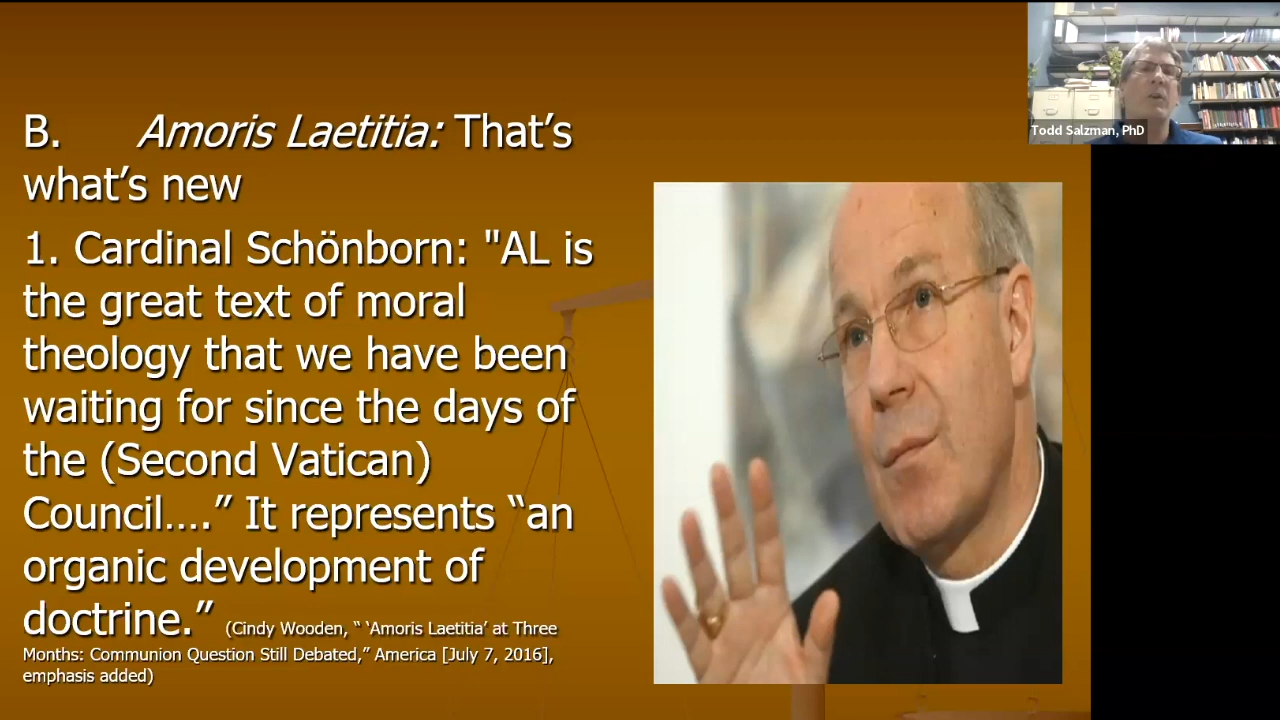 Todd Salzman, PhD
B. Amoris Laetitia: That’s
what’s new
1. Cardinal Schönborn: "AL is
the great text of moral
theology that we have been
waiting for since the days of
the (Second Vatican)
Council….” It represents “an
organic development of
doctrine.” (Cindy Wooden, “ ‘Amoris Laetitia’ at Three
Months: Communion Question Still Debated,” America [July 7, 2016],
emphasis added)